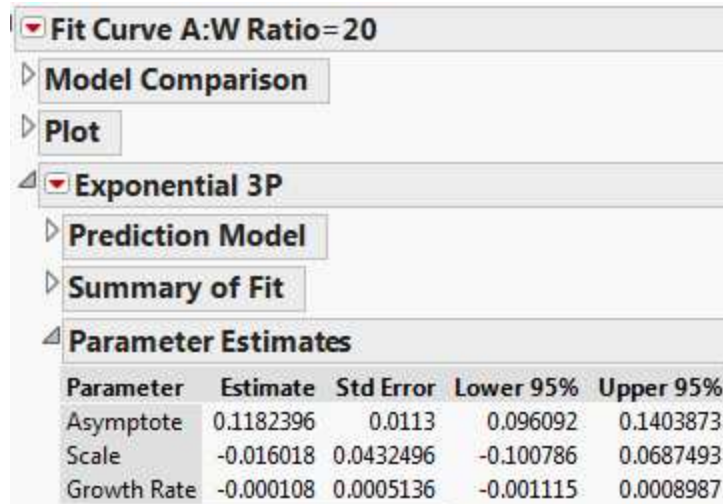 Fit Curve A:W Ratio=20
Model Comparison
Plot
Exponential 3P
Prediction Model
Summary of Fit
Parameter Estimates
Parameter Estimate Std Error Lower 95% Upper 95%
Asymptote 0.1182396 0.0113 0.096092 0.1403873
Scale -0.016018 0.0432496 -0.100786 0.0687493
Growth Rate -0.000108 0.0005136 -0.001115 0.0008987